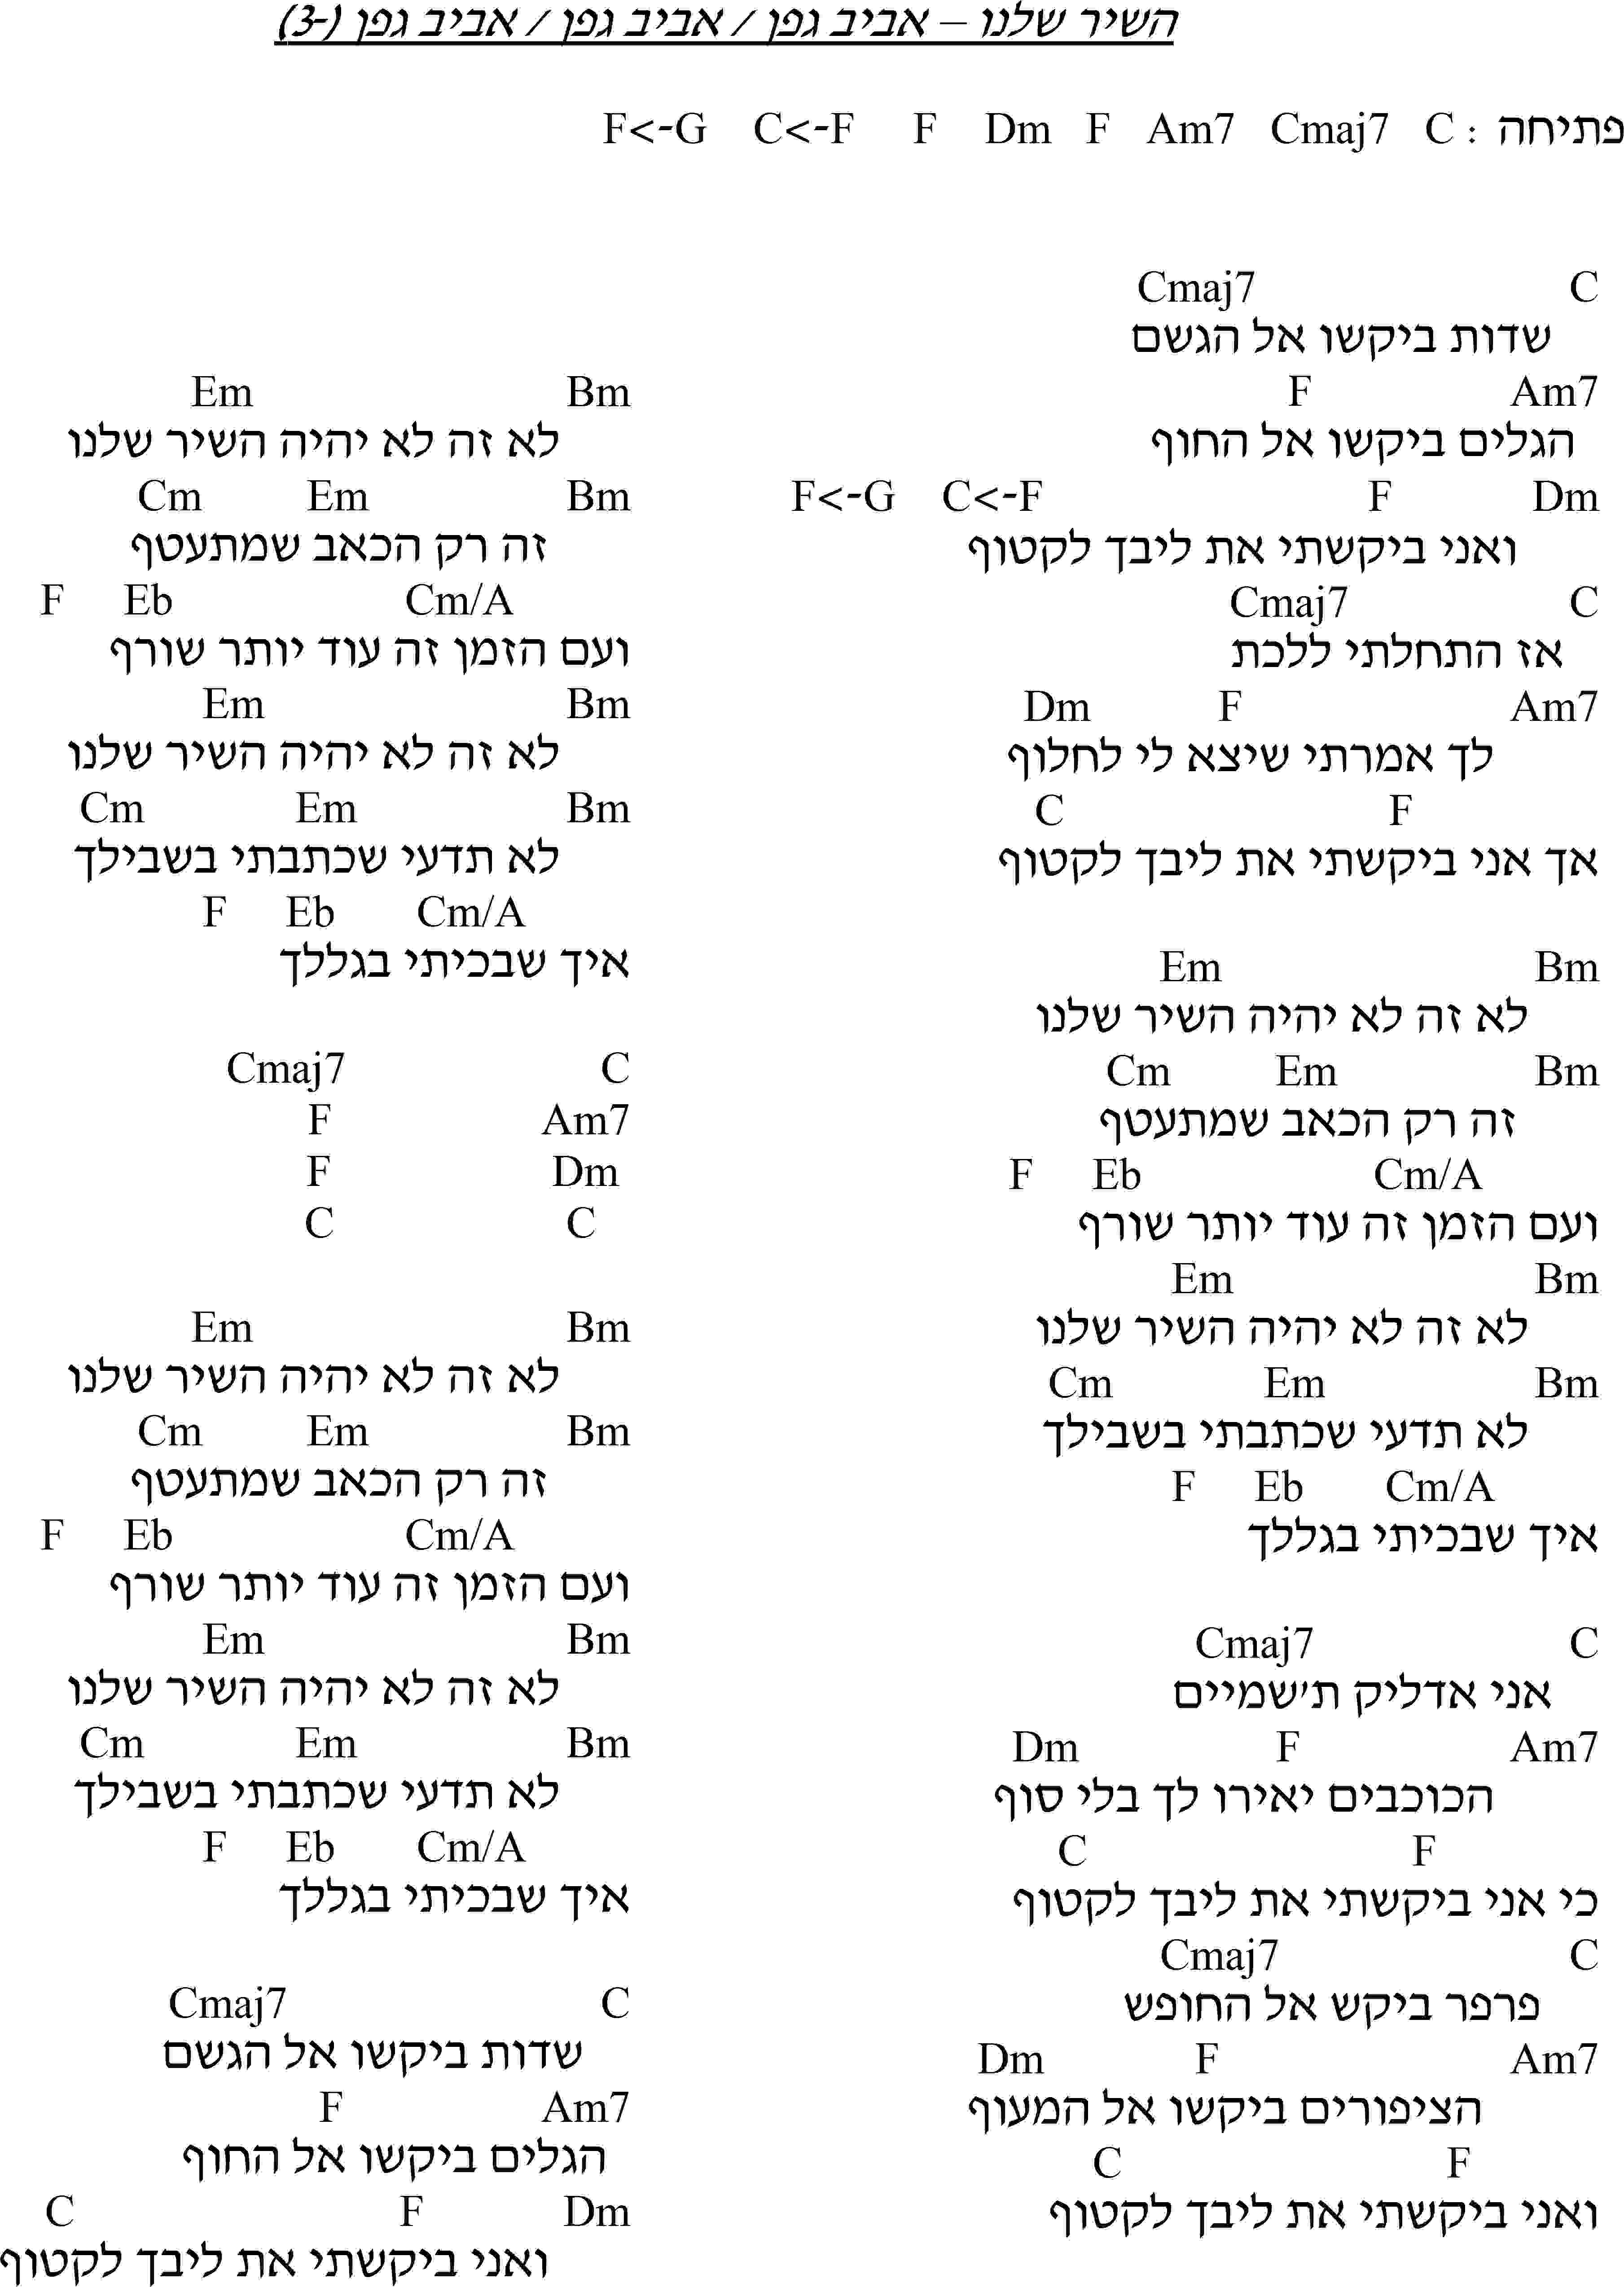 השיר שלנו – אביב גפן / אביב גפן / אביב גפן (-3)
פתיחה : F<-G C<-F F Dm F Am7 Cmaj7 C
Cmaj7 C
שדות ביקשו אל הגשם
F Am7
הגלים ביקשו אל החוף
F<-G C<-F F Dm
ואני ביקשתי את ליבך לקטוף
Cmaj7 C
אז התחלתי ללכת
Dm F Am7
לך אמרתי שיצא לי לחלוף
C F
אך אני ביקשתי את ליבך לקטוף
Em Bm
לא זה לא יהיה השיר שלנו
Cm Em Bm
זה רק הכאב שמתעטף
F Eb Cm/A
ועם הזמן זה עוד יותר שורף
Em Bm
לא זה לא יהיה השיר שלנו
Cm Em Bm
לא תדעי שכתבתי בשבילך
F Eb Cm/A
איך שבכיתי בגללך
Cmaj7 C
אני אדליק ת'שמיים
Dm F Am7
הכוכבים יאירו לך בלי סוף
C F
כי אני ביקשתי את ליבך לקטוף
Cmaj7 C
פרפר ביקש אל החופש
Dm F Am7
הציפורים ביקשו אל המעוף
C F
ואני ביקשתי את ליבך לקטוף
Em Bm
לא זה לא יהיה השיר שלנו
Cm Em Bm
זה רק הכאב שמתעטף
F Eb Cm/A
ועם הזמן זה עוד יותר שורף
Em Bm
לא זה לא יהיה השיר שלנו
Cm Em Bm
לא תדעי שכתבתי בשבילך
F Eb Cm/A
איך שבכיתי בגללך
Cmaj7 C
F Am7
F Dm
C C
Em Bm
לא זה לא יהיה השיר שלנו
Cm Em Bm
זה רק הכאב שמתעטף
F Eb Cm/A
ועם הזמן זה עוד יותר שורף
Em Bm
לא זה לא יהיה השיר שלנו
Cm Em Bm
לא תדעי שכתבתי בשבילך
F Eb Cm/A
איך שבכיתי בגללך
Cmaj7 C
שדות ביקשו אל הגשם
F Am7
הגלים ביקשו אל החוף
C F Dm
ואני ביקשתי את ליבך לקטוף